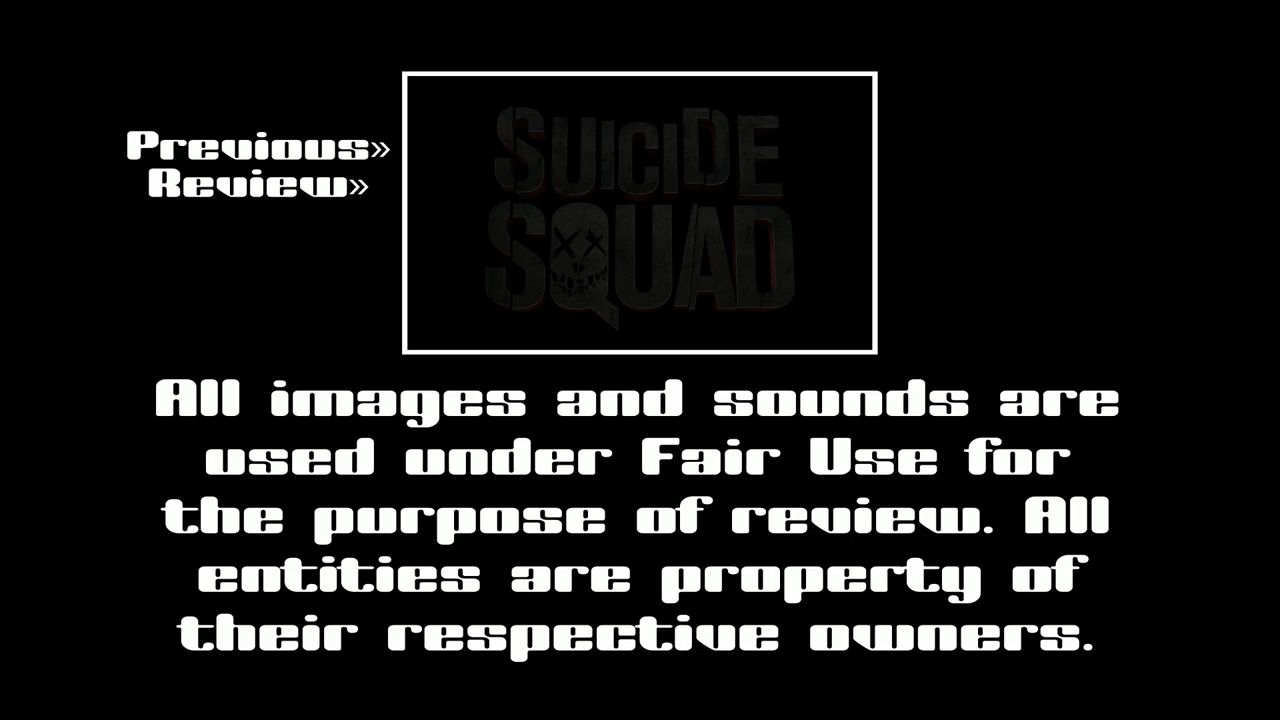 Previous»
Review»
SUICIDE
SQUAD
All images and sounds are
used under Fair Use for
the purpose of review. All
entities are property of
their respective owners.